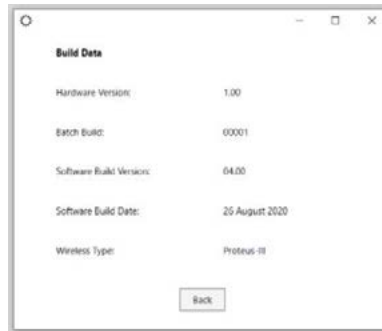 Build Data
Hardware Version: 1.00
Batch Build: 00001
Software Build Version: 04.00
Software Build Date: 26 August 2020
Wireless Type: Proteus-III
Back